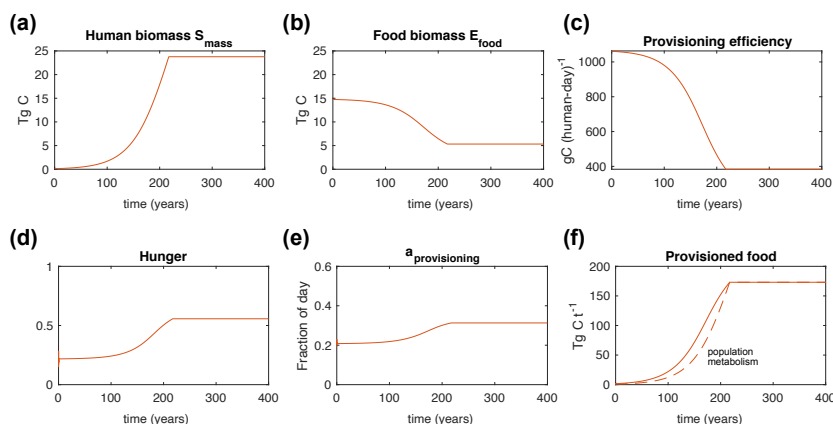 (a)
Human biomass S_mass
Tg C
25
20
15
10
5
0
0 100 200 300 400
time (years)
(b)
Food biomass E_food
Tg C
25
20
15
10
5
0
0 100 200 300 400
time (years)
(c)
Provisioning efficiency
gC (human-day)^-1
1000
800
600
400
0 100 200 300 400
time (years)
(d)
Hunger
1
0.5
0
0 100 200 300 400
time (years)
(e)
a_provisioning
Fraction of day
0.6
0.4
0.2
0
0 100 200 300 400
time (years)
(f)
Provisioned food
Tg C t^-1
200
150
100
50
0
population
metabolism
0 100 200 300 400
time (years)